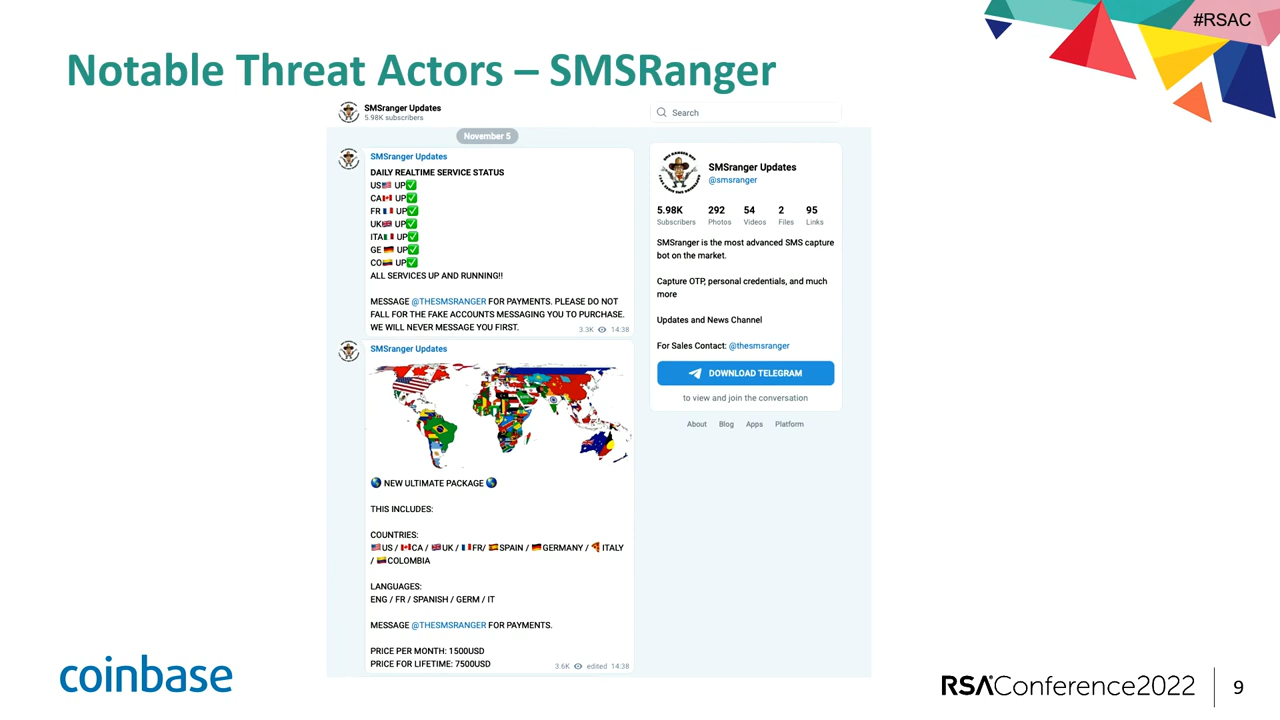 #RSAC
Notable Threat Actors – SMSRanger
SMSranger Updates
5.98K subscribers
Search
November 5
SMSranger Updates
DAILY REALTIME SERVICE STATUS
US🇺🇸 UP✅
CA🇨🇦 UP✅
FR🇫🇷 UP✅
UK🇬🇧 UP✅
ITA🇮🇹 UP✅
GE🇩🇪 UP✅
CO🇨🇴 UP✅
ALL SERVICES UP AND RUNNING!!
MESSAGE @THESMSRANGER FOR PAYMENTS. PLEASE DO NOT
FALL FOR THE FAKE ACCOUNTS MESSAGING YOU TO PURCHASE.
WE WILL NEVER MESSAGE YOU FIRST.
3.3K 14:38
SMSranger Updates
🌎 NEW ULTIMATE PACKAGE 🌎
THIS INCLUDES:
COUNTRIES:
🇺🇸US / 🇨🇦CA / 🇬🇧UK / 🇫🇷FR/ 🇪🇸SPAIN / 🇩🇪GERMANY / 🍕ITALY
/ 🇨🇴COLOMBIA
LANGUAGES:
ENG / FR / SPANISH / GERM / IT
MESSAGE @THESMSRANGER FOR PAYMENTS.
PRICE PER MONTH: 1500USD
PRICE FOR LIFETIME: 7500USD
3.6K edited 14:38
SMSranger Updates
@smsranger
5.98K 292 54 2 95
Subscribers Photos Videos Files Links
SMSranger is the most advanced SMS capture
bot on the market.
Capture OTP, personal credentials, and much
more
Updates and News Channel
For Sales Contact: @thesmsranger
DOWNLOAD TELEGRAM
to view and join the conversation
About Blog Apps Platform
coinbase
RSAConference2022
9